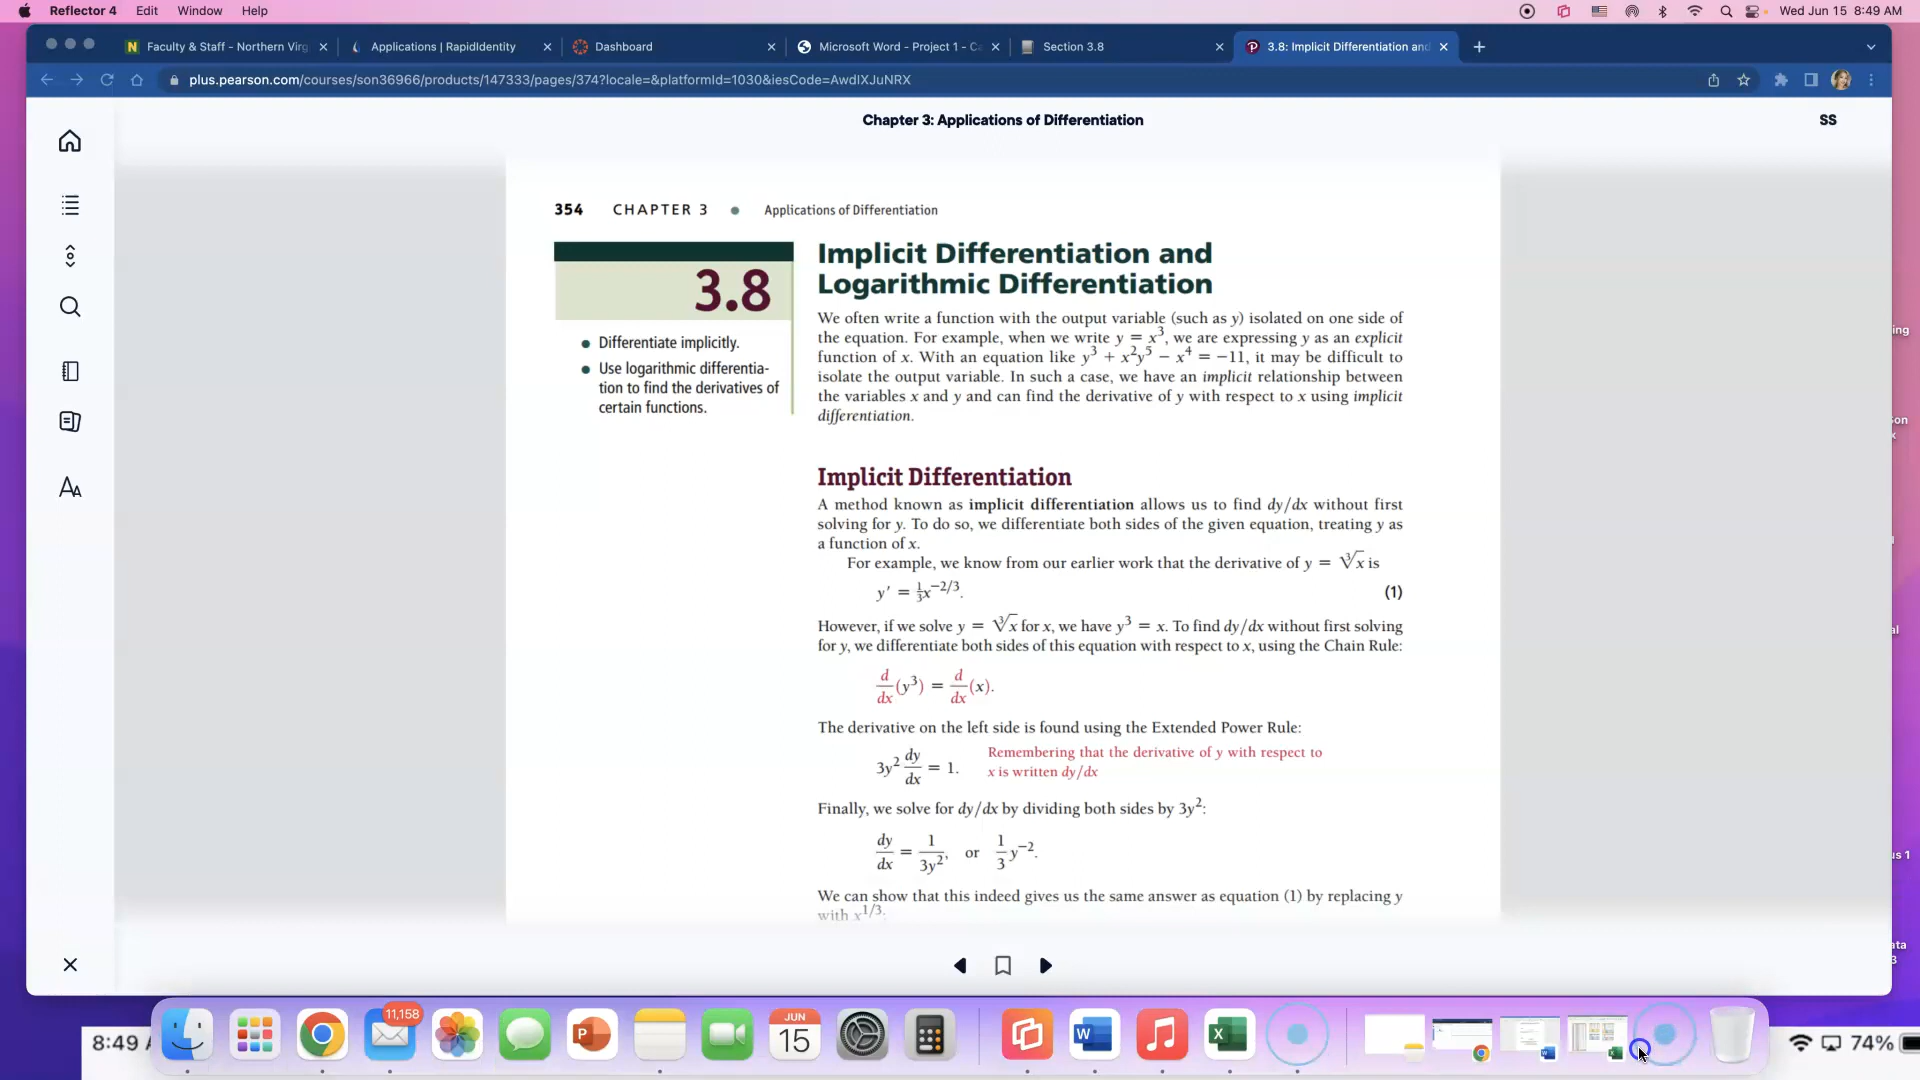 Reflector 4 Edit Window Help Wed Jun 15 8:49 AM
Faculty & Staff - Northern Virg Applications | RapidIdentity Dashboard Microsoft Word - Project 1 - C Section 3.8 3.8: Implicit Differentiation and
plus.pearson.com/courses/son36966/products/147333/pages/374?locale=&platformId=1030&iesCode=AwdIXJuNRX
Chapter 3: Applications of Differentiation SS
354 CHAPTER 3 ● Applications of Differentiation
3.8
● Differentiate implicitly.
● Use logarithmic differentia-
tion to find the derivatives of
certain functions.
Implicit Differentiation and
Logarithmic Differentiation
We often write a function with the output variable (such as y) isolated on one side of
the equation. For example, when we write y = x³, we are expressing y as an explicit
function of x. With an equation like y³ + x²y⁵ − x⁴ = −11, it may be difficult to
isolate the output variable. In such a case, we have an implicit relationship between
the variables x and y and can find the derivative of y with respect to x using implicit
differentiation.
Implicit Differentiation
A method known as implicit differentiation allows us to find dy/dx without first
solving for y. To do so, we differentiate both sides of the given equation, treating y as
a function of x.
For example, we know from our earlier work that the derivative of y = ∛x is
y′ = ⅓x^−2/3. (1)
However, if we solve y = ∛x for x, we have y³ = x. To find dy/dx without first solving
for y, we differentiate both sides of this equation with respect to x, using the Chain Rule:
d/dx(y³) = d/dx(x).
The derivative on the left side is found using the Extended Power Rule:
3y² dy/dx = 1. Remembering that the derivative of y with respect to
x is written dy/dx
Finally, we solve for dy/dx by dividing both sides by 3y²:
dy/dx = 1/3y², or 1/3 y⁻².
We can show that this indeed gives us the same answer as equation (1) by replacing y
with x^1/3:
ing
Son
x
al
us 1
ata
3
11,158
JUN
15
8:49
74%